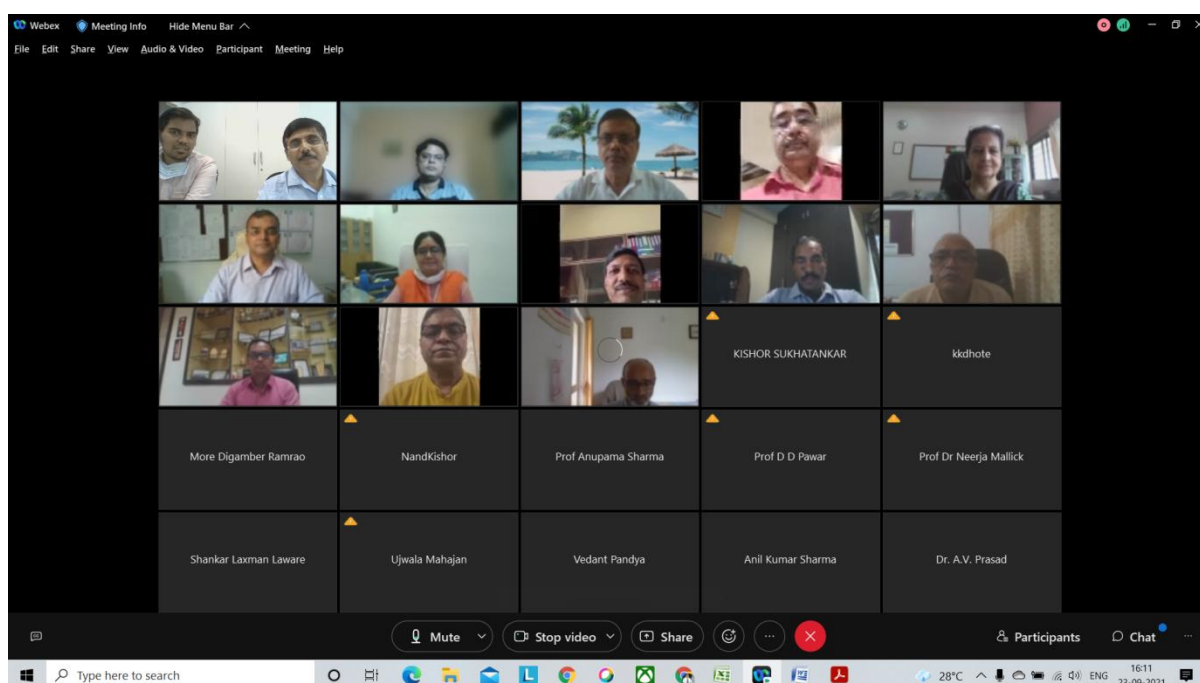 Webex Meeting Info Hide Menu Bar
File Edit Share View Audio & Video Participant Meeting Help
KISHOR SUKHATANKAR kkdhote
More Digamber Ramrao NandKishor Prof Anupama Sharma Prof D D Pawar Prof Dr Neerja Mallick
Shankar Laxman Laware Ujwala Mahajan Vedant Pandya Anil Kumar Sharma Dr. A.V. Prasad
Mute Stop video Share Participants Chat
Type here to search 28°C ENG 16:11
23-09-2021